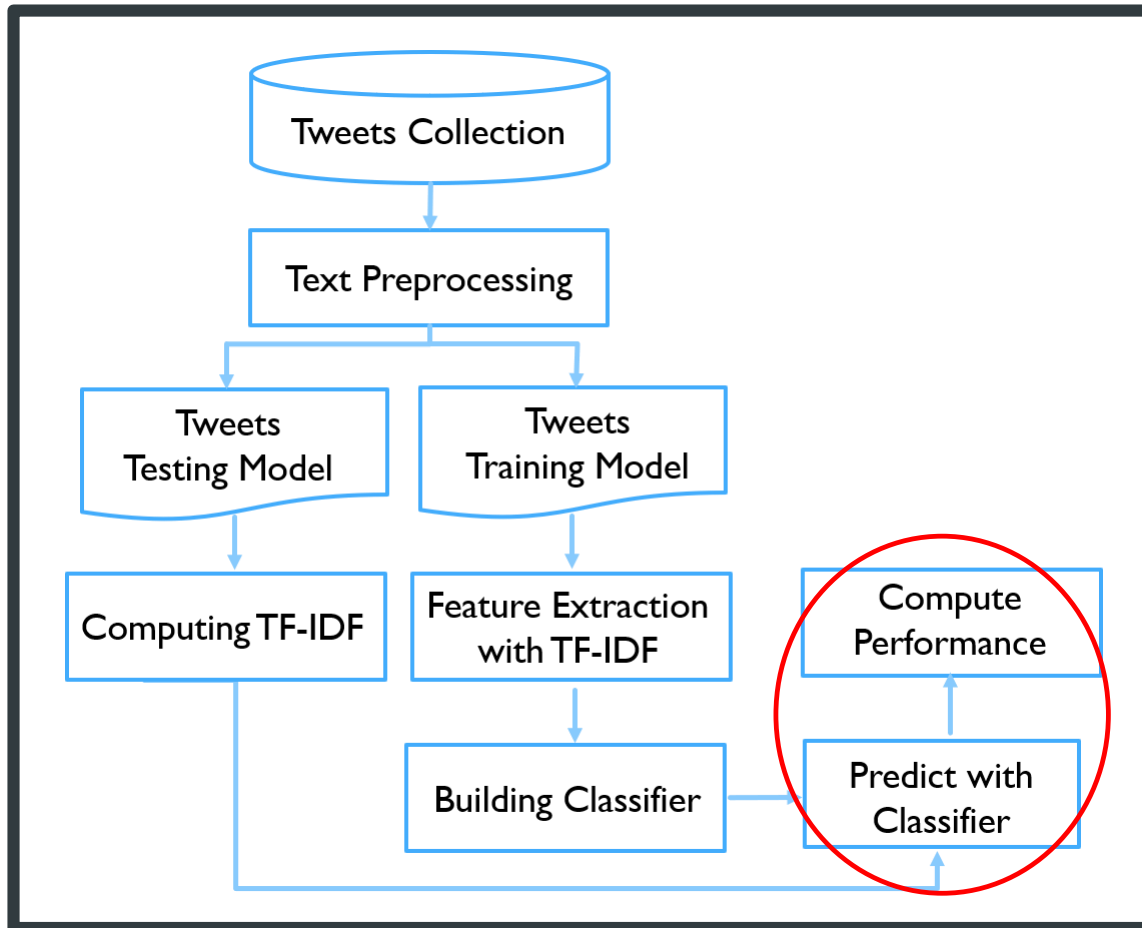 Tweets Collection
Text Preprocessing
Tweets
Testing Model
Tweets
Training Model
Computing TF-IDF
Feature Extraction
with TF-IDF
Compute
Performance
Building Classifier
Predict with
Classifier